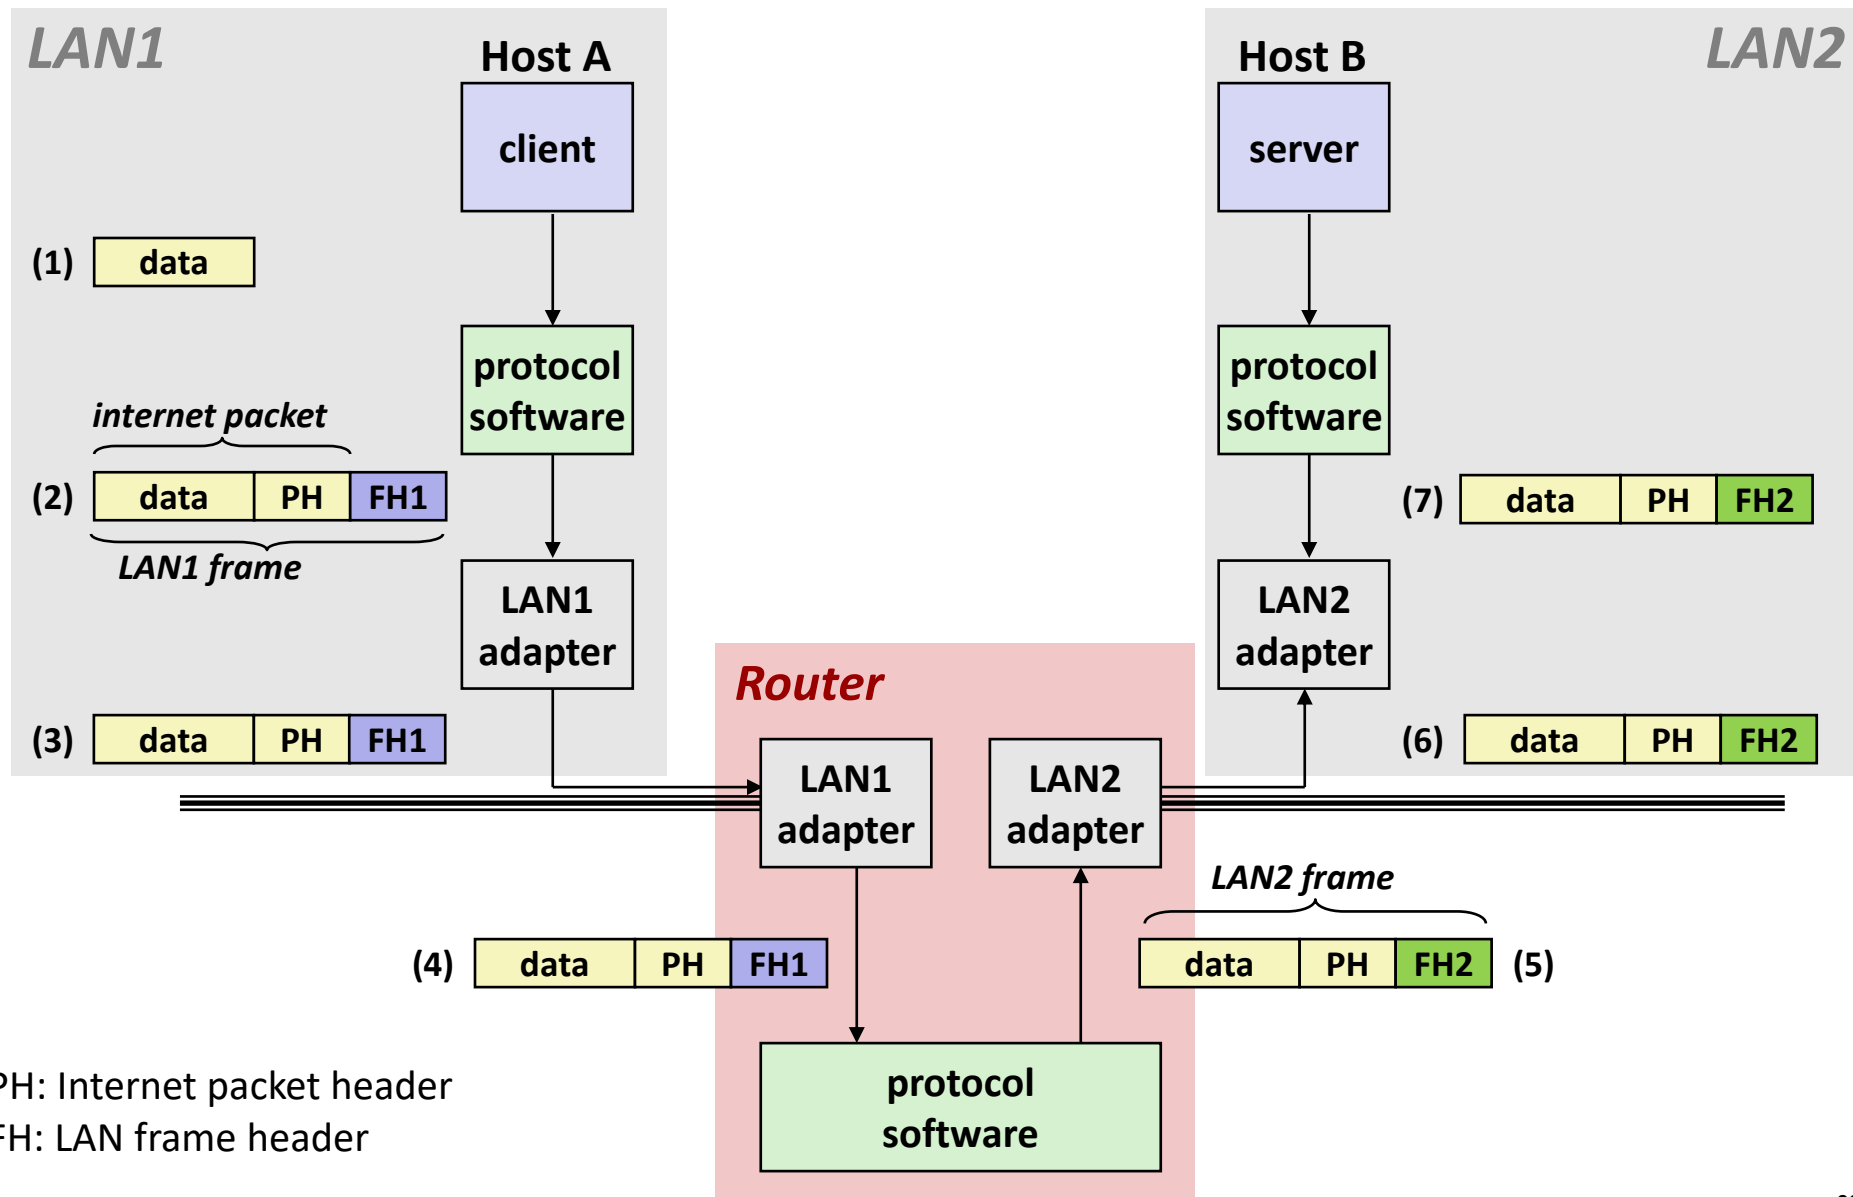 LAN1
Host A
Host B
LAN2
client
server
(1) data
protocol
software
protocol
software
internet packet
(2) data PH FH1
LAN1 frame
(7) data PH FH2
LAN1
adapter
LAN2
adapter
Router
(3) data PH FH1
(6) data PH FH2
LAN1
adapter
LAN2
adapter
LAN2 frame
(4) data PH FH1
data PH FH2 (5)
protocol
software
PH: Internet packet header
FH: LAN frame header